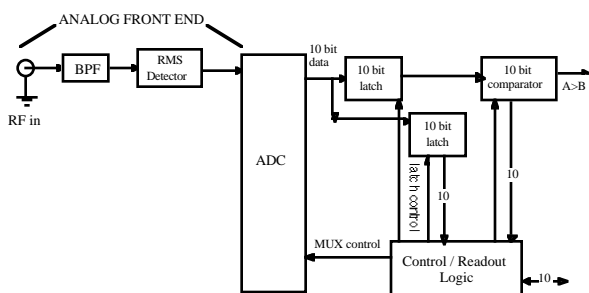 ANALOG FRONT END
RF in
BPF
RMS
Detector
ADC
10 bit
data
10 bit
latch
10 bit
comparator
A>B
10 bit
latch
latch control
10
10
MUX control
Control / Readout
Logic
10